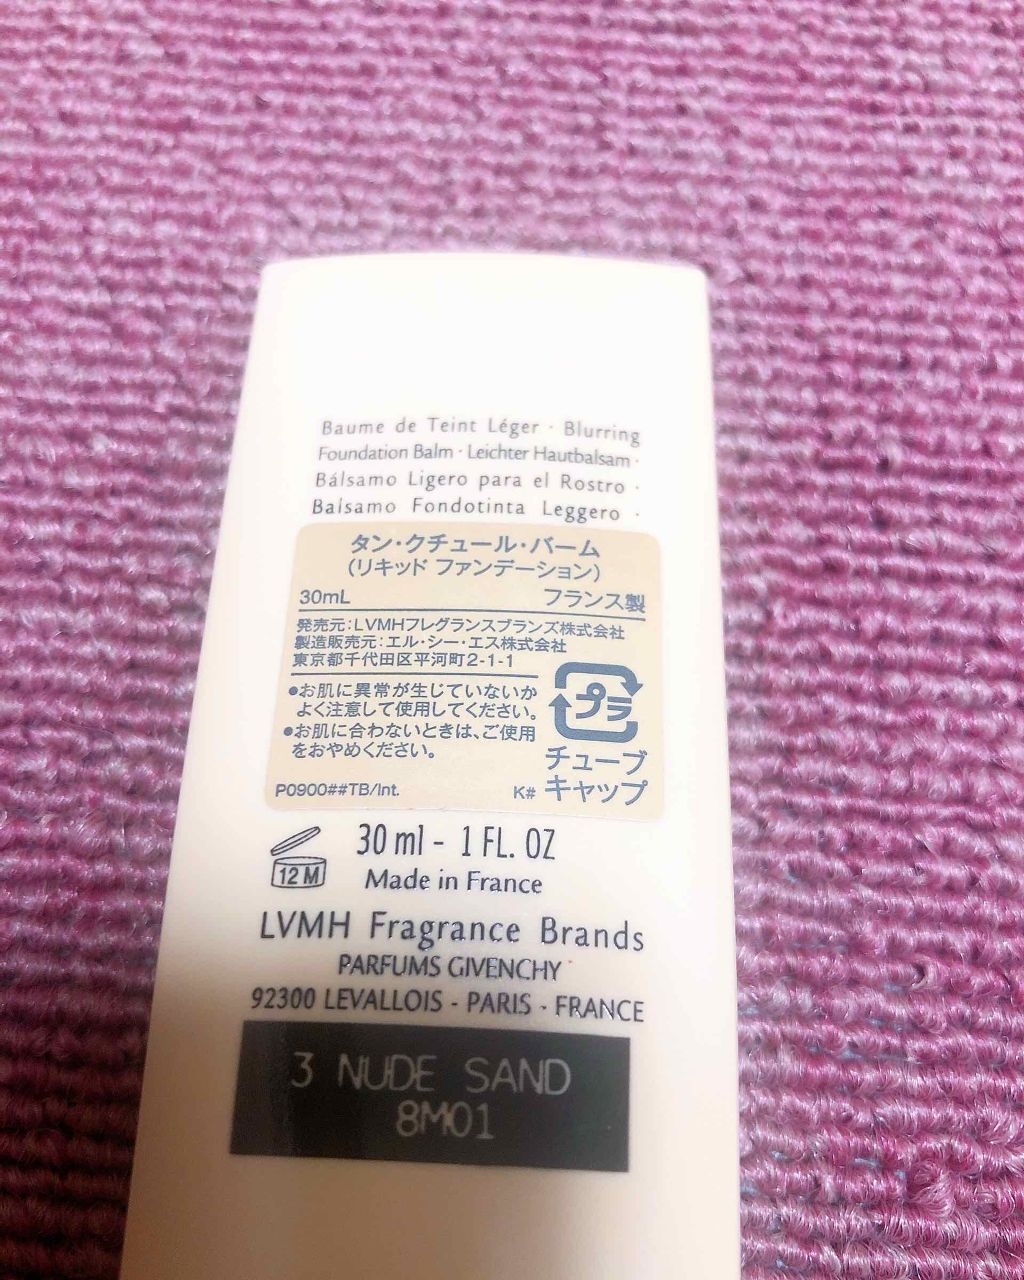 Baume de Teint Léger · Blurring
Foundation Balm · Leichter Hautbalsam ·
Bálsamo Ligero para el Rostro ·
Balsamo Fondotinta Leggero ·
タン・クチュール・バーム
(リキッド ファンデーション)
30mL フランス製
発売元:LVMHフレグランスブランズ株式会社
製造販売元:エル・シー・エス株式会社
東京都千代田区平河町2-1-1
●お肌に異常が生じていないか
よく注意して使用してください。
●お肌に合わないときは、ご使用
をおやめください。
プラ
チューブ
キャップ
P0900##TB/Int. K#
12 M
30 ml - 1 FL. OZ
Made in France
LVMH Fragrance Brands
PARFUMS GIVENCHY
92300 LEVALLOIS - PARIS - FRANCE
3 NUDE SAND
8M01